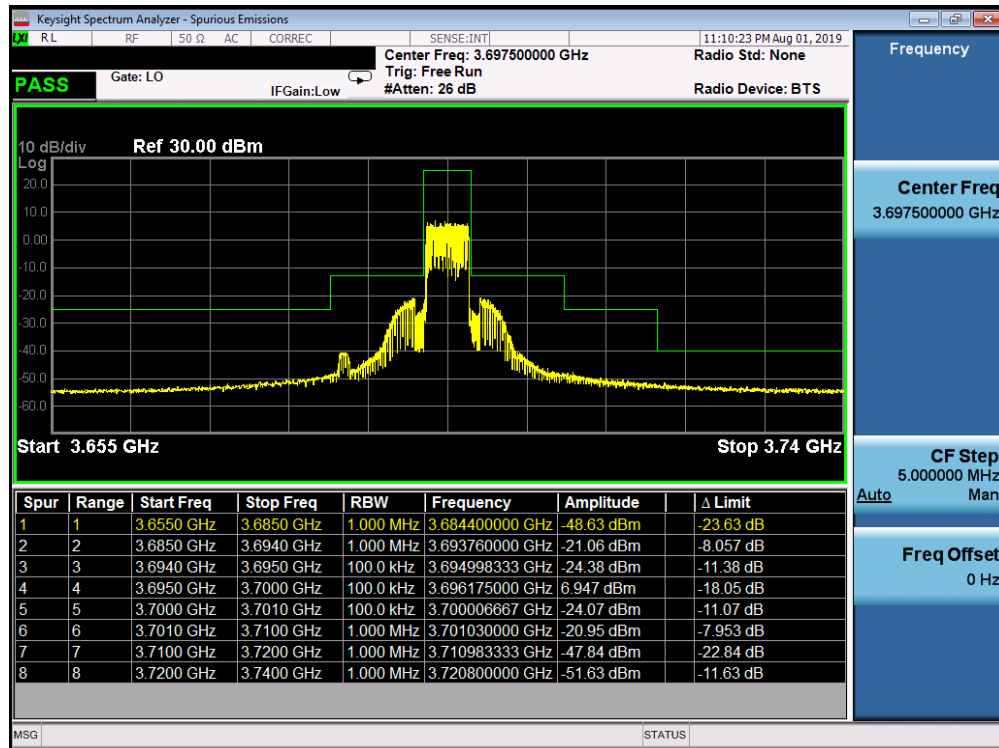 Keysight Spectrum Analyzer - Spurious Emissions
LXI RL RF 50 Ω AC CORREC SENSE:INT 11:10:23 PM Aug 01, 2019
Center Freq: 3.697500000 GHz Radio Std: None
Gate: LO Trig: Free Run
PASS IFGain:Low #Atten: 26 dB Radio Device: BTS
10 dB/div Ref 30.00 dBm
Log
20.0
10.0
0.00
-10.0
-20.0
-30.0
-40.0
-50.0
-60.0
Start 3.655 GHz Stop 3.74 GHz
Spur Range Start Freq Stop Freq RBW Frequency Amplitude Δ Limit
1 1 3.6550 GHz 3.6850 GHz 1.000 MHz 3.684400000 GHz -48.63 dBm -23.63 dB
2 2 3.6850 GHz 3.6940 GHz 1.000 MHz 3.693760000 GHz -21.06 dBm -8.057 dB
3 3 3.6940 GHz 3.6950 GHz 100.0 kHz 3.694998333 GHz -24.38 dBm -11.38 dB
4 4 3.6950 GHz 3.7000 GHz 100.0 kHz 3.696175000 GHz 6.947 dBm -18.05 dB
5 5 3.7000 GHz 3.7010 GHz 100.0 kHz 3.700006667 GHz -24.07 dBm -11.07 dB
6 6 3.7010 GHz 3.7100 GHz 1.000 MHz 3.701030000 GHz -20.95 dBm -7.953 dB
7 7 3.7100 GHz 3.7200 GHz 1.000 MHz 3.710983333 GHz -47.84 dBm -22.84 dB
8 8 3.7200 GHz 3.7400 GHz 1.000 MHz 3.720800000 GHz -51.63 dBm -11.63 dB
MSG STATUS
Frequency
Center Freq
3.697500000 GHz
CF Step
5.000000 MHz
Auto Man
Freq Offset
0 Hz